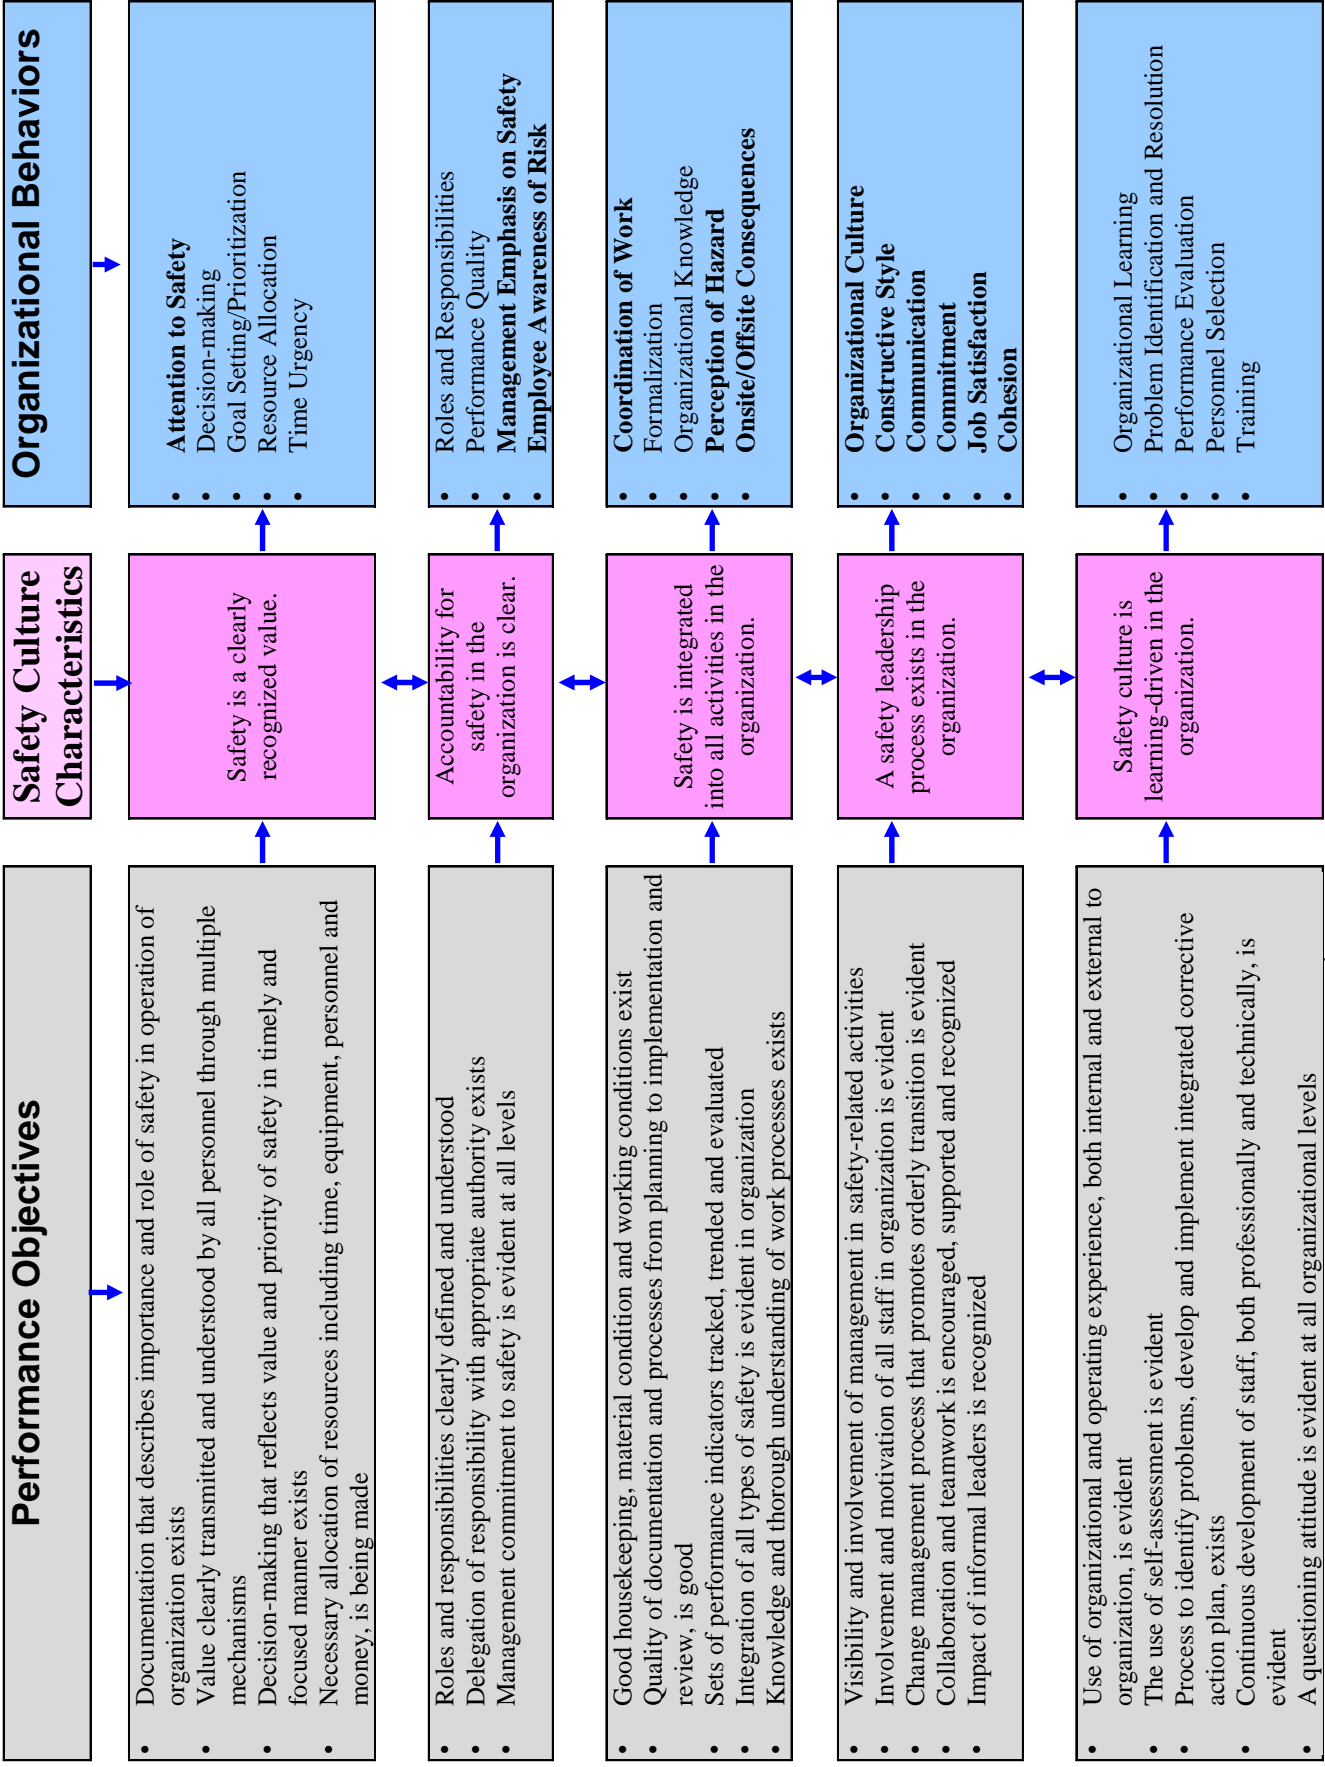 Performance Objectives
Safety Culture
Characteristics
Organizational Behaviors
• Documentation that describes importance and role of safety in operation of
organization exists
• Value clearly transmitted and understood by all personnel through multiple
mechanisms
• Decision-making that reflects value and priority of safety in timely and
focused manner exists
• Necessary allocation of resources including time, equipment, personnel and
money, is being made
Safety is a clearly
recognized value.
• Attention to Safety
• Decision-making
• Goal Setting/Prioritization
• Resource Allocation
• Time Urgency
• Roles and responsibilities clearly defined and understood
• Delegation of responsibility with appropriate authority exists
• Management commitment to safety is evident at all levels
Accountability for
safety in the
organization is clear.
• Roles and Responsibilities
• Performance Quality
• Management Emphasis on Safety
• Employee Awareness of Risk
• Good housekeeping, material condition and working conditions exist
• Quality of documentation and processes from planning to implementation and
review, is good
• Sets of performance indicators tracked, trended and evaluated
• Integration of all types of safety is evident in organization
• Knowledge and thorough understanding of work processes exists
Safety is integrated
into all activities in the
organization.
• Coordination of Work
• Formalization
• Organizational Knowledge
• Perception of Hazard
• Onsite/Offsite Consequences
• Visibility and involvement of management in safety-related activities
• Involvement and motivation of all staff in organization is evident
• Change management process that promotes orderly transition is evident
• Collaboration and teamwork is encouraged, supported and recognized
• Impact of informal leaders is recognized
A safety leadership
process exists in the
organization.
• Organizational Culture
• Constructive Style
• Communication
• Commitment
• Job Satisfaction
• Cohesion
• Use of organizational and operating experience, both internal and external to
organization, is evident
• The use of self-assessment is evident
• Process to identify problems, develop and implement integrated corrective
action plan, exists
• Continuous development of staff, both professionally and technically, is
evident
• A questioning attitude is evident at all organizational levels
Safety culture is
learning-driven in the
organization.
• Organizational Learning
• Problem Identification and Resolution
• Performance Evaluation
• Personnel Selection
• Training